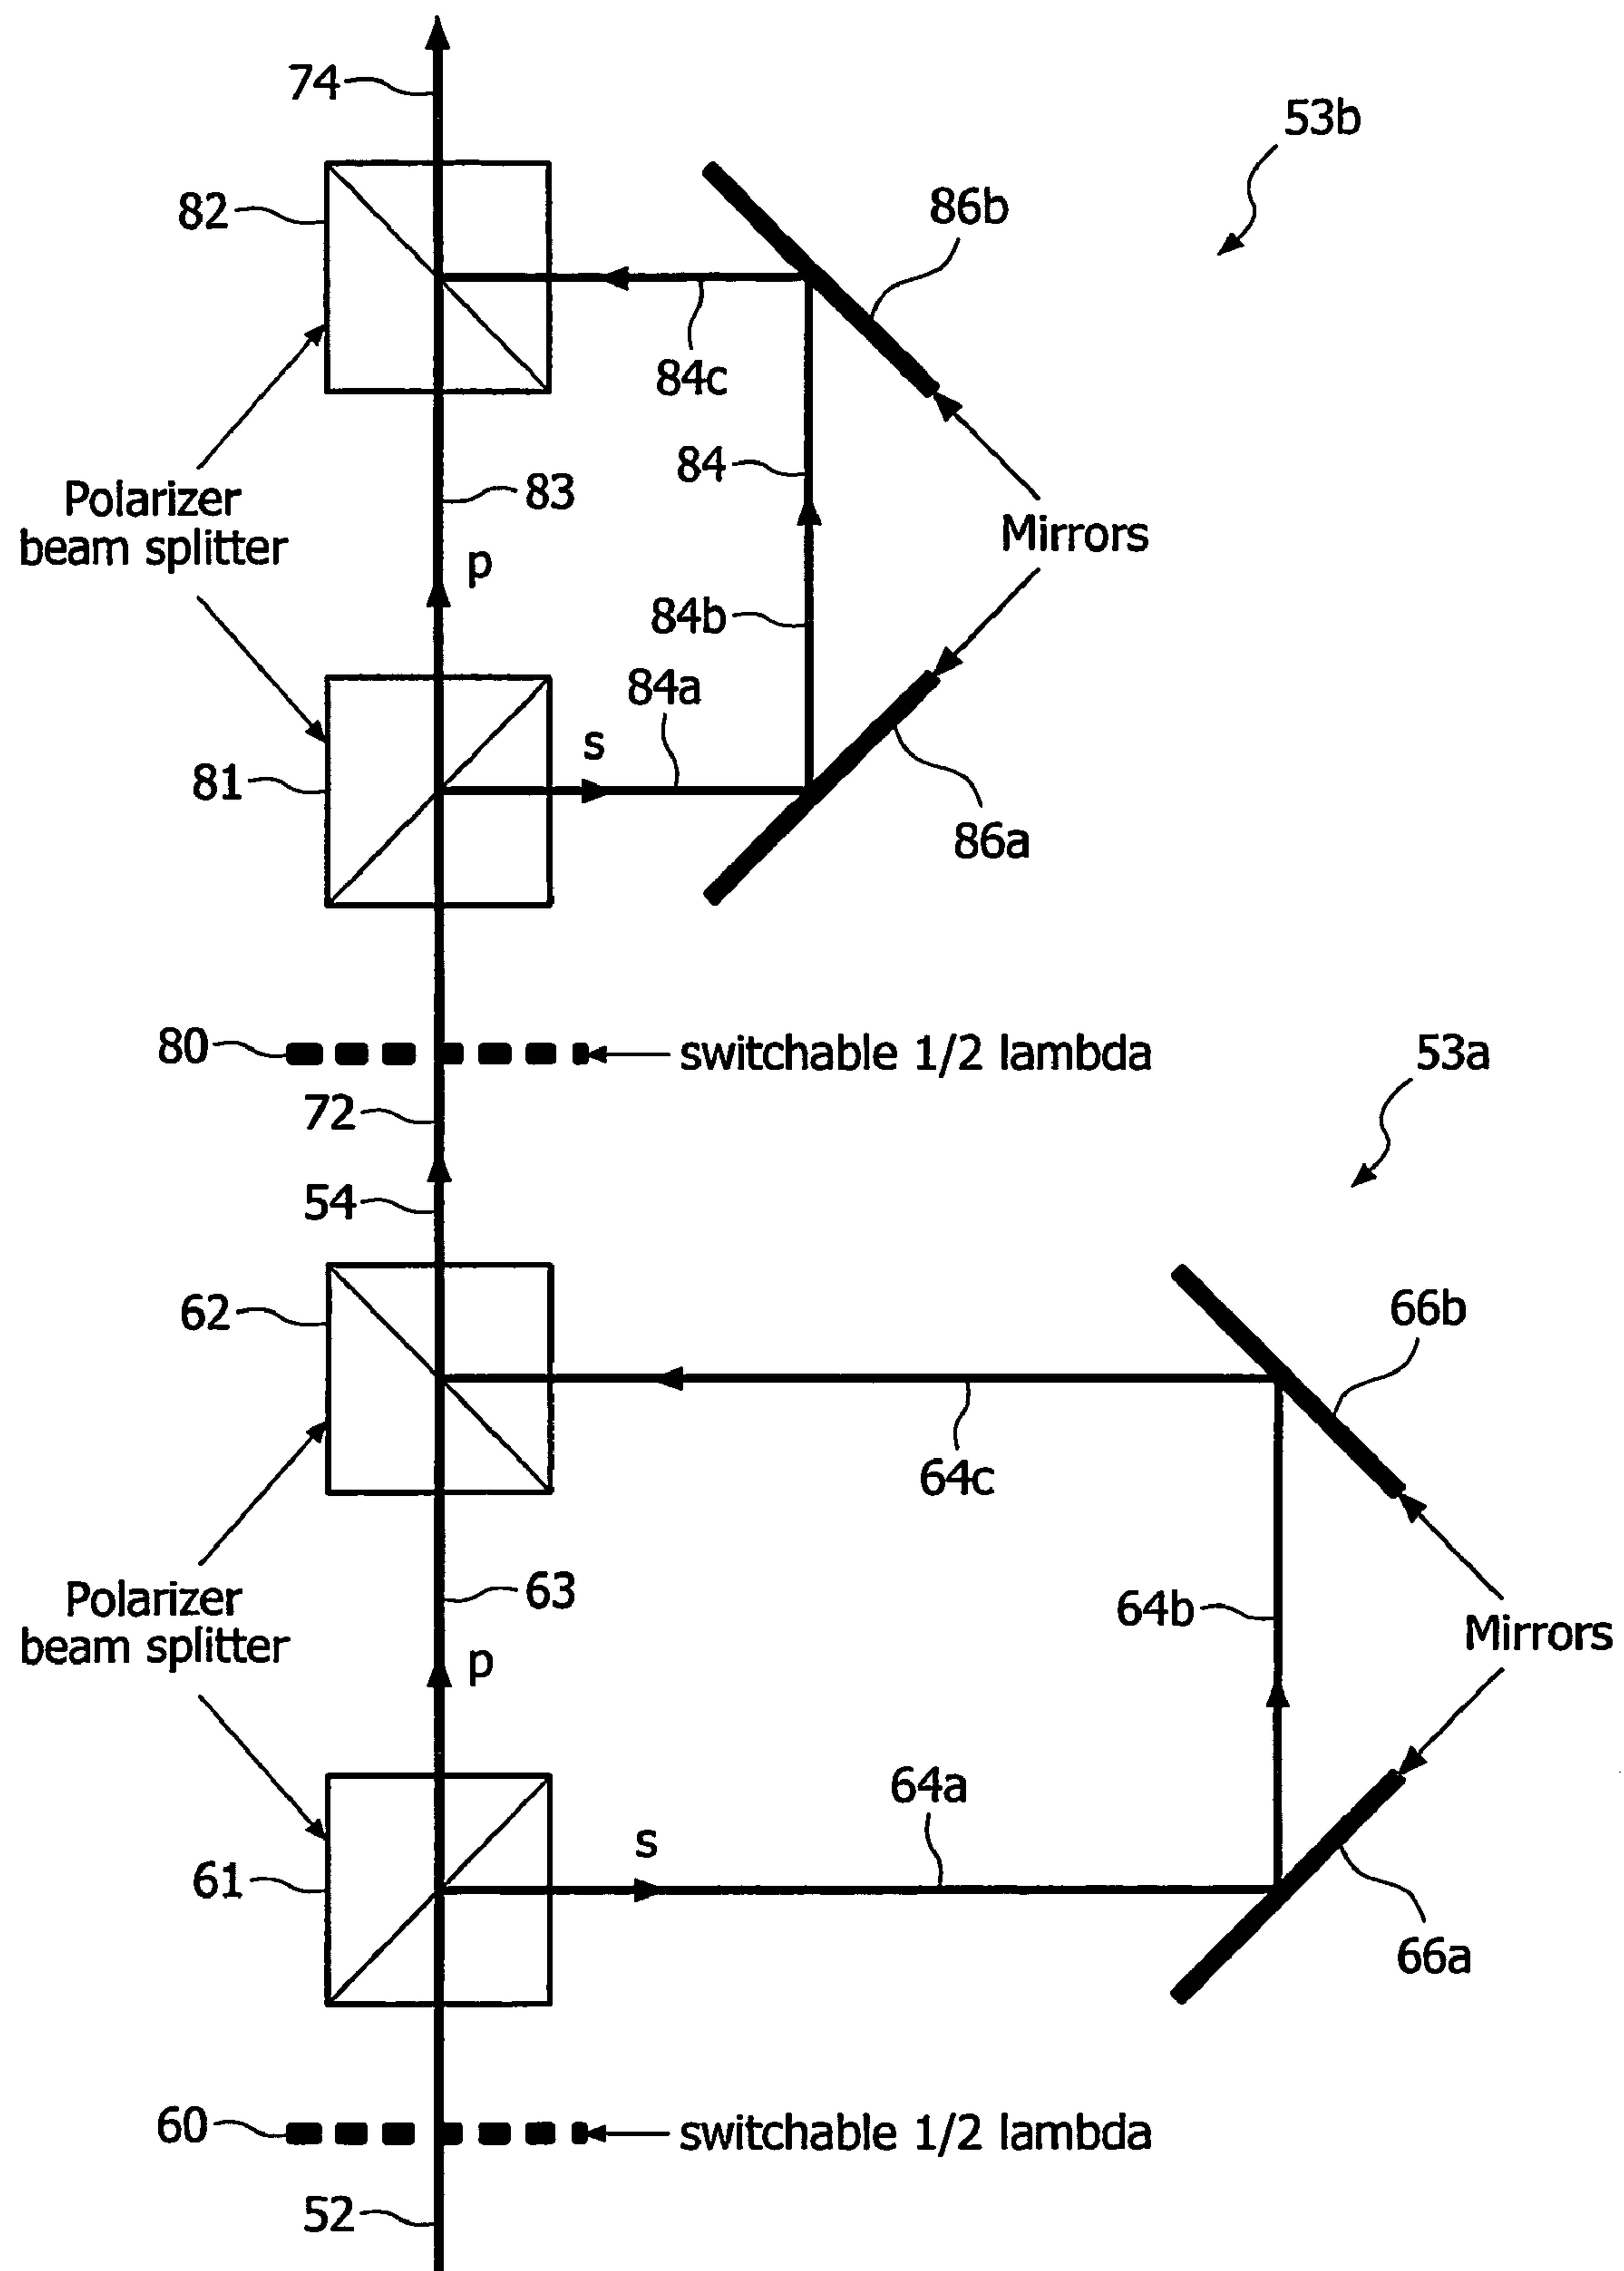 74
53b
82
86b
84c
84
Polarizer
beam splitter
83
Mirrors
p
84b
84a
s
81
86a
80
switchable 1/2 lambda
53a
72
54
62
66b
64c
Polarizer
beam splitter
63
64b
Mirrors
p
64a
s
61
66a
60
switchable 1/2 lambda
52